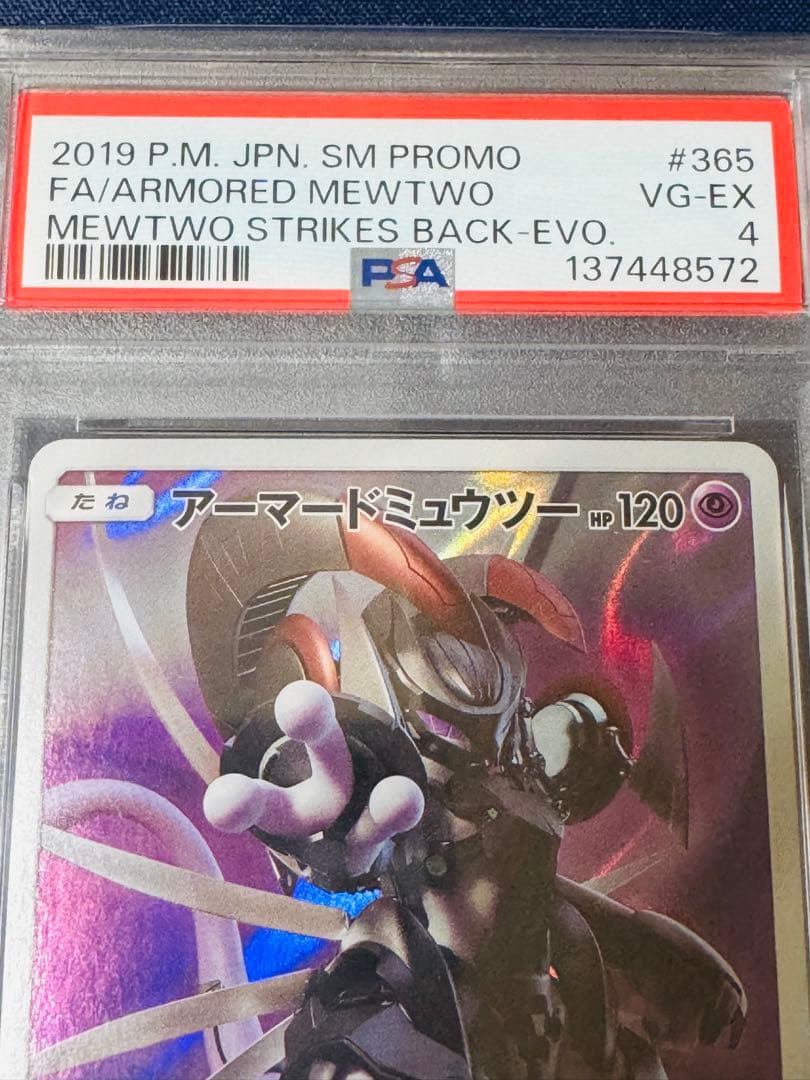 2019 P.M. JPN. SM PROMO #365
FA/ARMORED MEWTWO VG-EX
MEWTWO STRIKES BACK-EVO. 4
PSA 137448572
たね アーマードミュウツー HP 120